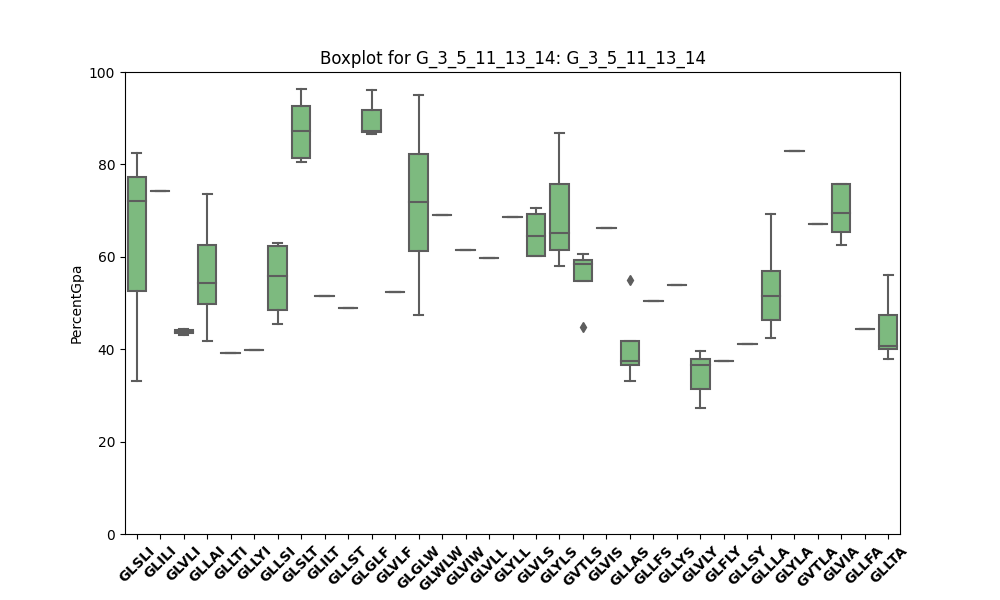 Boxplot for G_3_5_11_13_14: G_3_5_11_13_14
100
80
60
40
20
0
PercentGpa
GLSLI
GLILI
GLVLI
GLLAI
GLLTI
GLLYI
GLLSI
GLSLT
GLILT
GLLST
GLGLF
GLVLF
GLGLW
GLWLW
GLVIW
GLVLL
GLYLL
GLVLS
GLYLS
GVTLS
GLVIS
GLLAS
GLLFS
GLLYS
GLVLY
GLFLY
GLLSY
GLLLA
GLYLA
GVTLA
GLVIA
GLLFA
GLLTA